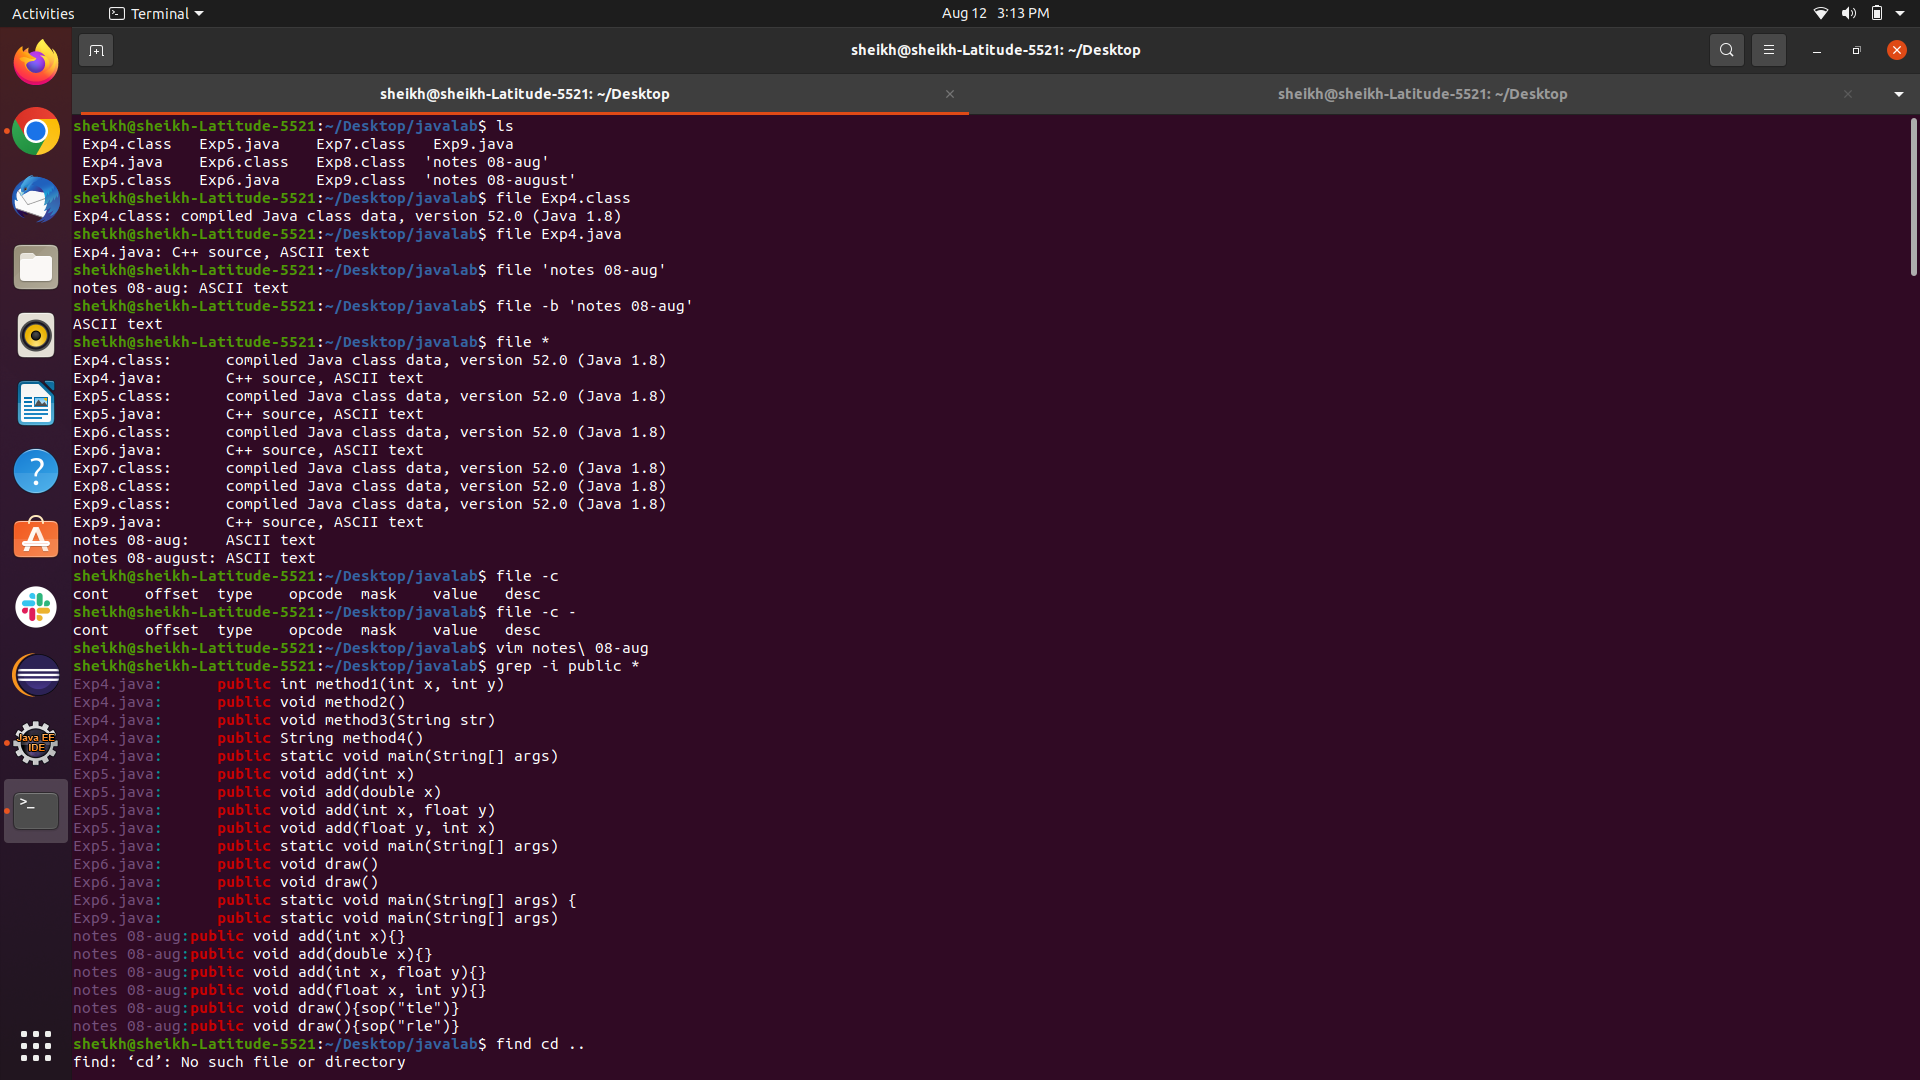 Activities Terminal Aug 12 3:13 PM
sheikh@sheikh-Latitude-5521: ~/Desktop
sheikh@sheikh-Latitude-5521: ~/Desktop sheikh@sheikh-Latitude-5521: ~/Desktop
sheikh@sheikh-Latitude-5521:~/Desktop/javalab$ ls
 Exp4.class   Exp5.java    Exp7.class   Exp9.java
 Exp4.java    Exp6.class   Exp8.class  'notes 08-aug'
 Exp5.class   Exp6.java    Exp9.class  'notes 08-august'
sheikh@sheikh-Latitude-5521:~/Desktop/javalab$ file Exp4.class
Exp4.class: compiled Java class data, version 52.0 (Java 1.8)
sheikh@sheikh-Latitude-5521:~/Desktop/javalab$ file Exp4.java
Exp4.java: C++ source, ASCII text
sheikh@sheikh-Latitude-5521:~/Desktop/javalab$ file 'notes 08-aug'
notes 08-aug: ASCII text
sheikh@sheikh-Latitude-5521:~/Desktop/javalab$ file -b 'notes 08-aug'
ASCII text
sheikh@sheikh-Latitude-5521:~/Desktop/javalab$ file *
Exp4.class:      compiled Java class data, version 52.0 (Java 1.8)
Exp4.java:       C++ source, ASCII text
Exp5.class:      compiled Java class data, version 52.0 (Java 1.8)
Exp5.java:       C++ source, ASCII text
Exp6.class:      compiled Java class data, version 52.0 (Java 1.8)
Exp6.java:       C++ source, ASCII text
Exp7.class:      compiled Java class data, version 52.0 (Java 1.8)
Exp8.class:      compiled Java class data, version 52.0 (Java 1.8)
Exp9.class:      compiled Java class data, version 52.0 (Java 1.8)
Exp9.java:       C++ source, ASCII text
notes 08-aug:    ASCII text
notes 08-august: ASCII text
sheikh@sheikh-Latitude-5521:~/Desktop/javalab$ file -c
cont    offset  type    opcode  mask    value   desc
sheikh@sheikh-Latitude-5521:~/Desktop/javalab$ file -c -
cont    offset  type    opcode  mask    value   desc
sheikh@sheikh-Latitude-5521:~/Desktop/javalab$ vim notes\ 08-aug
sheikh@sheikh-Latitude-5521:~/Desktop/javalab$ grep -i public *
Exp4.java:      public int method1(int x, int y)
Exp4.java:      public void method2()
Exp4.java:      public void method3(String str)
Exp4.java:      public String method4()
Exp4.java:      public static void main(String[] args)
Exp5.java:      public void add(int x)
Exp5.java:      public void add(double x)
Exp5.java:      public void add(int x, float y)
Exp5.java:      public void add(float y, int x)
Exp5.java:      public static void main(String[] args)
Exp6.java:      public void draw()
Exp6.java:      public void draw()
Exp6.java:      public static void main(String[] args) {
Exp9.java:      public static void main(String[] args)
notes 08-aug:public void add(int x){}
notes 08-aug:public void add(double x){}
notes 08-aug:public void add(int x, float y){}
notes 08-aug:public void add(float x, int y){}
notes 08-aug:public void draw(){sop("tle")}
notes 08-aug:public void draw(){sop("rle")}
sheikh@sheikh-Latitude-5521:~/Desktop/javalab$ find cd ..
find: ‘cd’: No such file or directory
Java EE
IDE